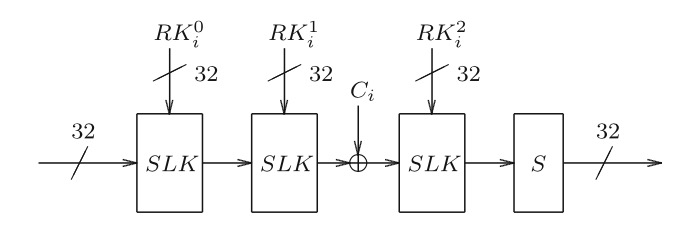 RK_i^0 RK_i^1 RK_i^2
32 32 32
C_i
32 32
SLK SLK SLK S